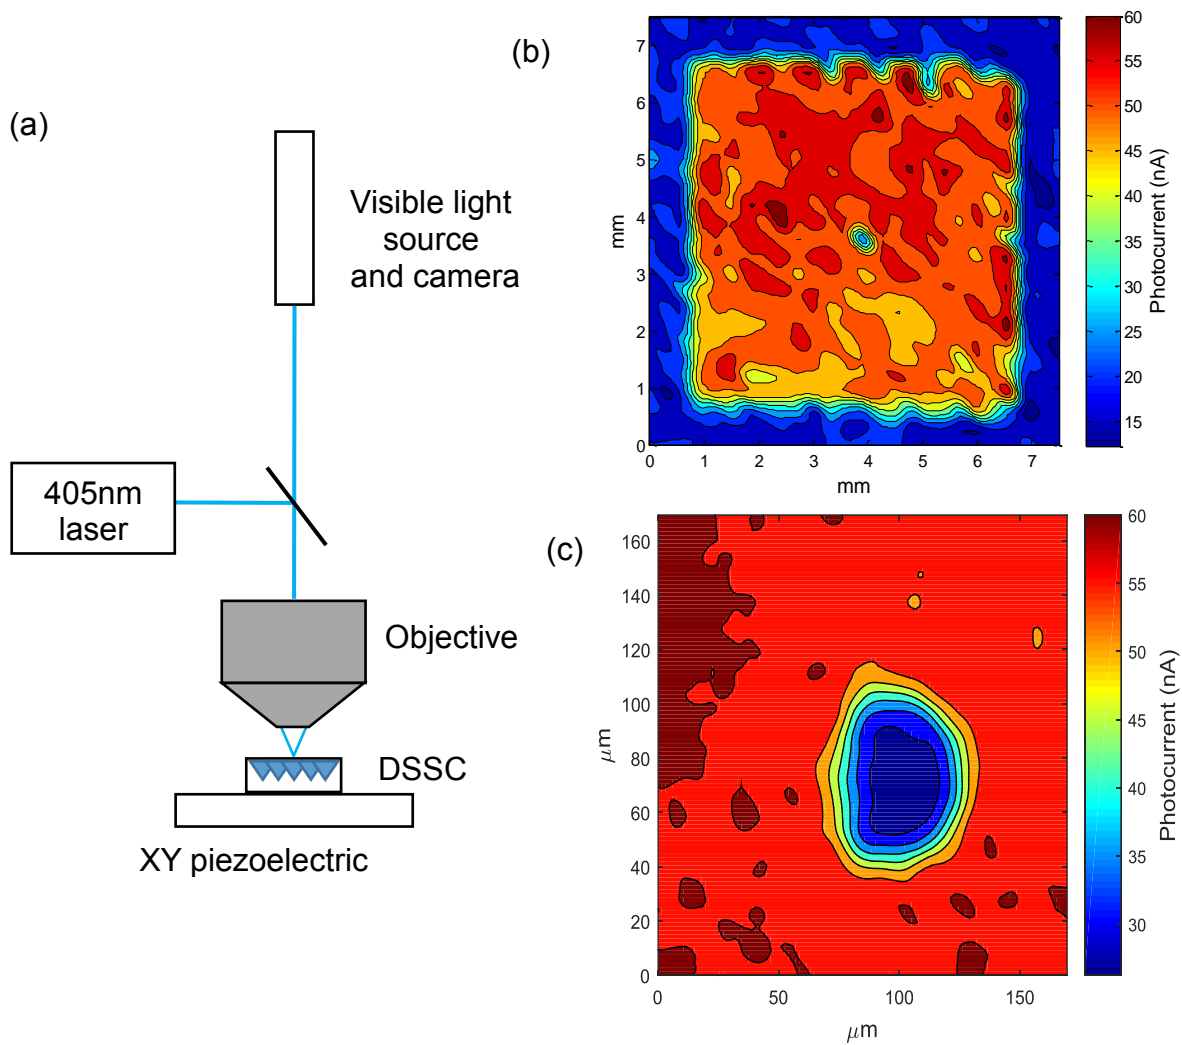 (a)
Visible light
source
and camera
405nm
laser
Objective
DSSC
XY piezoelectric
(b)
7
6
5
4
3
2
1
0
mm
0 1 2 3 4 5 6 7
mm
60
55
50
45
40
35
30
25
20
15
Photocurrent (nA)
(c)
160
140
120
100
80
60
40
20
0
μm
0 50 100 150
μm
60
55
50
45
40
35
30
Photocurrent (nA)